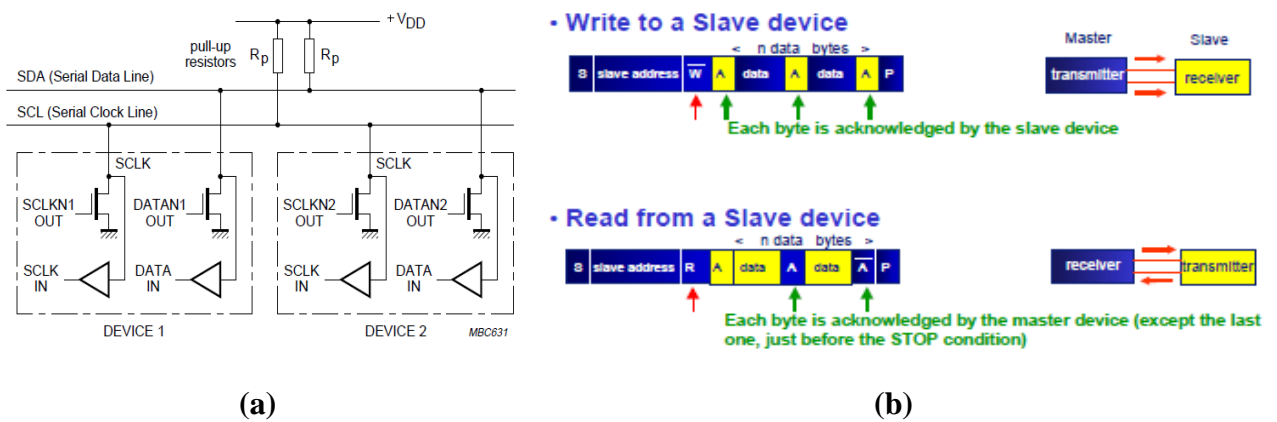 + V DD
pull-up
resistors
Rp
Rp
SDA (Serial Data Line)
SCL (Serial Clock Line)
SCLK
SCLKN1
OUT
DATAN1
OUT
SCLKN2
OUT
DATAN2
OUT
SCLK
IN
DATA
IN
SCLK
IN
DATA
IN
DEVICE 1
DEVICE 2
MBC631
(a)
• Write to a Slave device
< n data bytes >
S slave address W̅ A data A data A P
Each byte is acknowledged by the slave device
Master
Slave
transmitter
receiver
• Read from a Slave device
< n data bytes >
S slave address R A data A data A̅ P
Each byte is acknowledged by the master device (except the last
one, just before the STOP condition)
receiver
transmitter
(b)